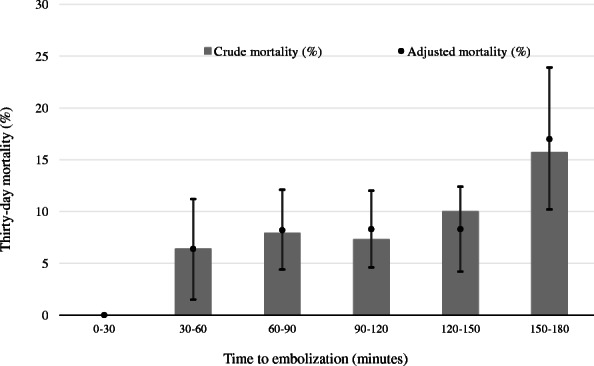 30
25
20
15
10
5
0
Thirty-day mortality (%)
Crude mortality (%) Adjusted mortality (%)
0-30 30-60 60-90 90-120 120-150 150-180
Time to embolization (minutes)